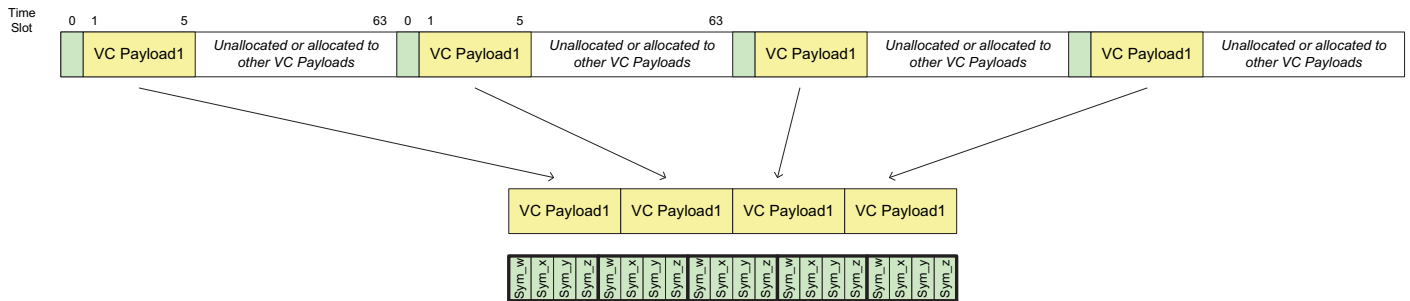 Time
Slot
0 1 5 63 0 1 5 63
VC Payload1
Unallocated or allocated to
other VC Payloads
VC Payload1
Unallocated or allocated to
other VC Payloads
VC Payload1
Unallocated or allocated to
other VC Payloads
VC Payload1
Unallocated or allocated to
other VC Payloads
VC Payload1 VC Payload1 VC Payload1 VC Payload1
Sym_w
Sym_x
Sym_y
Sym_z
Sym_w
Sym_x
Sym_y
Sym_z
Sym_w
Sym_x
Sym_y
Sym_z
Sym_w
Sym_x
Sym_y
Sym_z
Sym_w
Sym_x
Sym_y
Sym_z